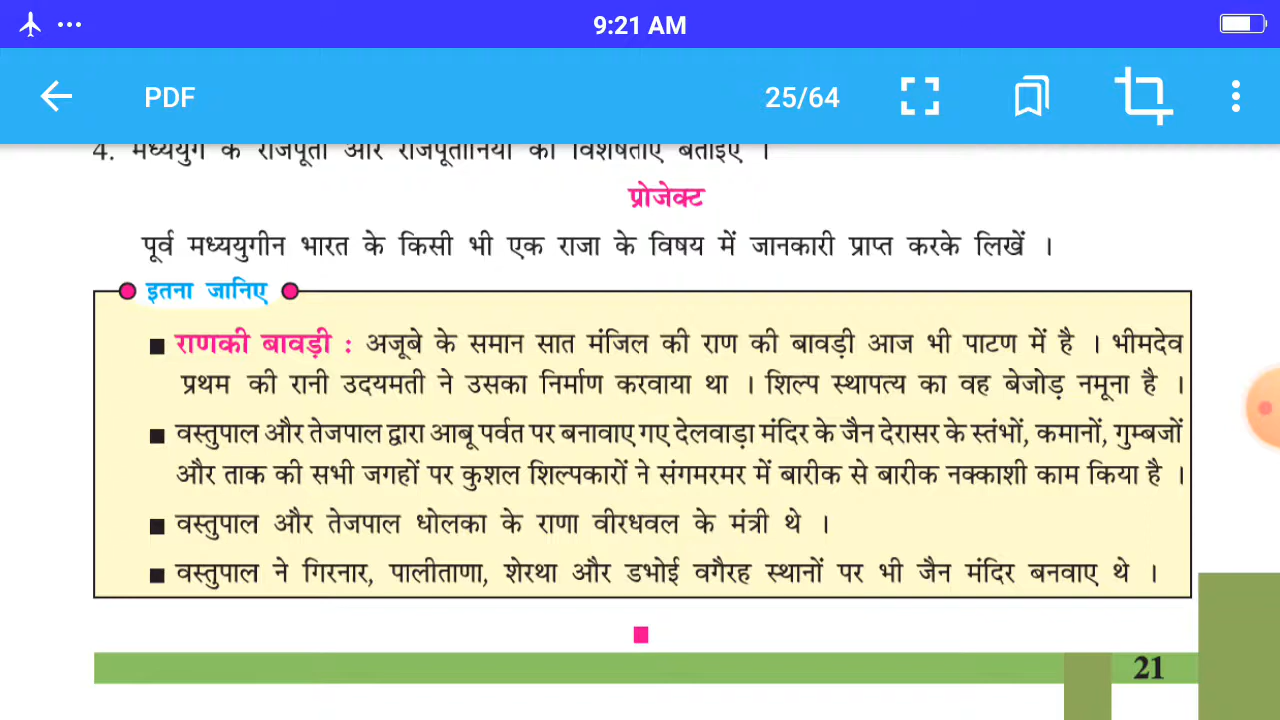 9:21 AM
PDF
25/64
4. मध्ययुग के राजपूतों और राजपूतानियों की विशेषताएँ बताइए ।
प्रोजेक्ट
पूर्व मध्ययुगीन भारत के किसी भी एक राजा के विषय में जानकारी प्राप्त करके लिखें ।
इतना जानिए
■ राणकी बावड़ी : अजूबे के समान सात मंजिल की राण की बावड़ी आज भी पाटण में है । भीमदेव
प्रथम की रानी उदयमती ने उसका निर्माण करवाया था । शिल्प स्थापत्य का वह बेजोड़ नमूना है ।
■ वस्तुपाल और तेजपाल द्वारा आबू पर्वत पर बनावाए गए देलवाड़ा मंदिर के जैन देरासर के स्तंभों, कमानों, गुम्बजों
और ताक की सभी जगहों पर कुशल शिल्पकारों ने संगमरमर में बारीक से बारीक नक्काशी काम किया है ।
■ वस्तुपाल और तेजपाल धोलका के राणा वीरधवल के मंत्री थे ।
■ वस्तुपाल ने गिरनार, पालीताणा, शेरथा और डभोई वगैरह स्थानों पर भी जैन मंदिर बनवाए थे ।
21